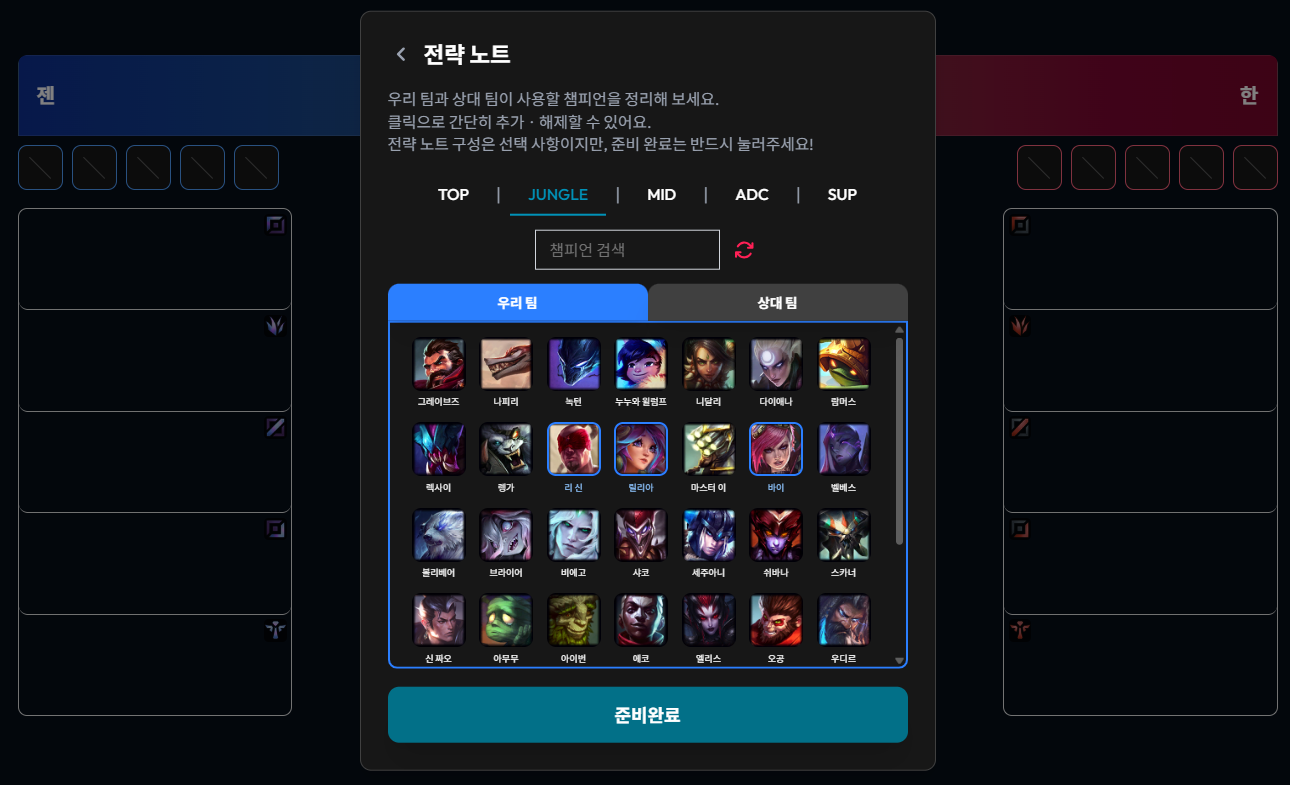 전략 노트
우리 팀과 상대 팀이 사용할 챔피언을 정리해 보세요.
클릭으로 간단히 추가 · 해제할 수 있어요.
전략 노트 구성은 선택 사항이지만, 준비 완료는 반드시 눌러주세요!
젠
한
TOP | JUNGLE | MID | ADC | SUP
챔피언 검색
우리 팀 상대 팀
그레이브즈 나피리 녹턴 누누와 윌럼프 니달리 다이애나 람머스
렉사이 렝가 리 신 릴리아 마스터 이 바이 벨베스
볼리베어 브라이어 비에고 샤코 세주아니 쉬바나 스카너
신 짜오 아무무 아이번 에코 엘리스 오공 우디르
준비완료